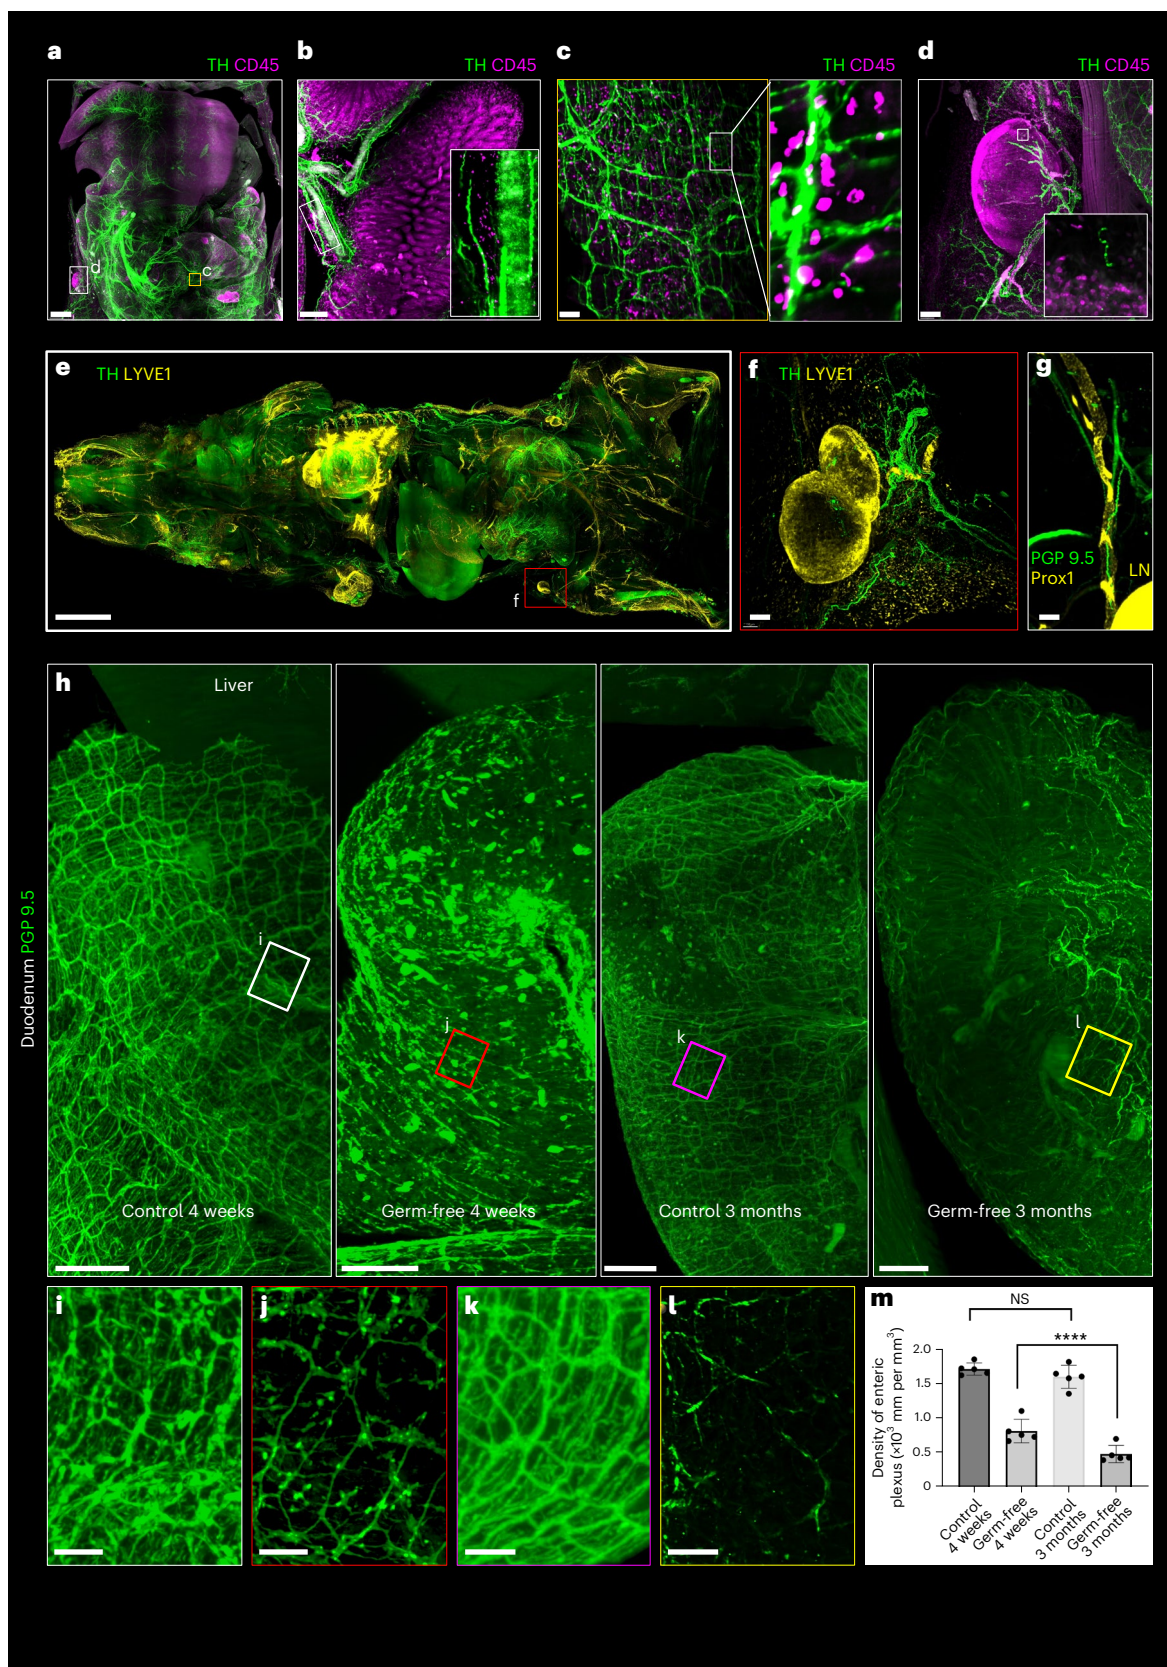 a
TH CD45
d
c
b
TH CD45
c
TH CD45
d
TH CD45
e
TH LYVE1
f
f
TH LYVE1
g
PGP 9.5
Prox1
LN
Duodenum PGP 9.5
h
Liver
i
Control 4 weeks
j
Germ-free 4 weeks
k
Control 3 months
l
Germ-free 3 months
i
j
k
l
m
NS
****
Density of enteric
plexus (×10³ mm per mm³)
2.0
1.5
1.0
0.5
0
Control
4 weeks
Germ-free
4 weeks
Control
3 months
Germ-free
3 months